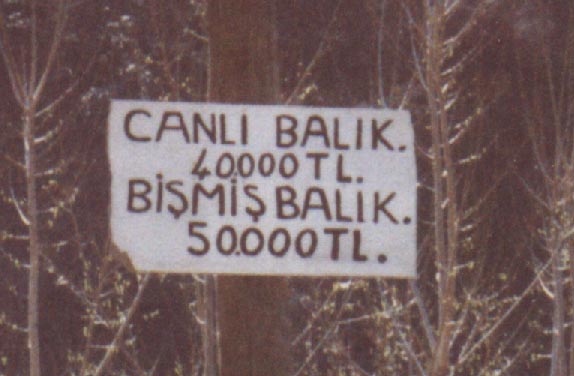 CANLI BALIK.
40.000 TL.
BİŞMİŞ BALIK.
50.000 TL.